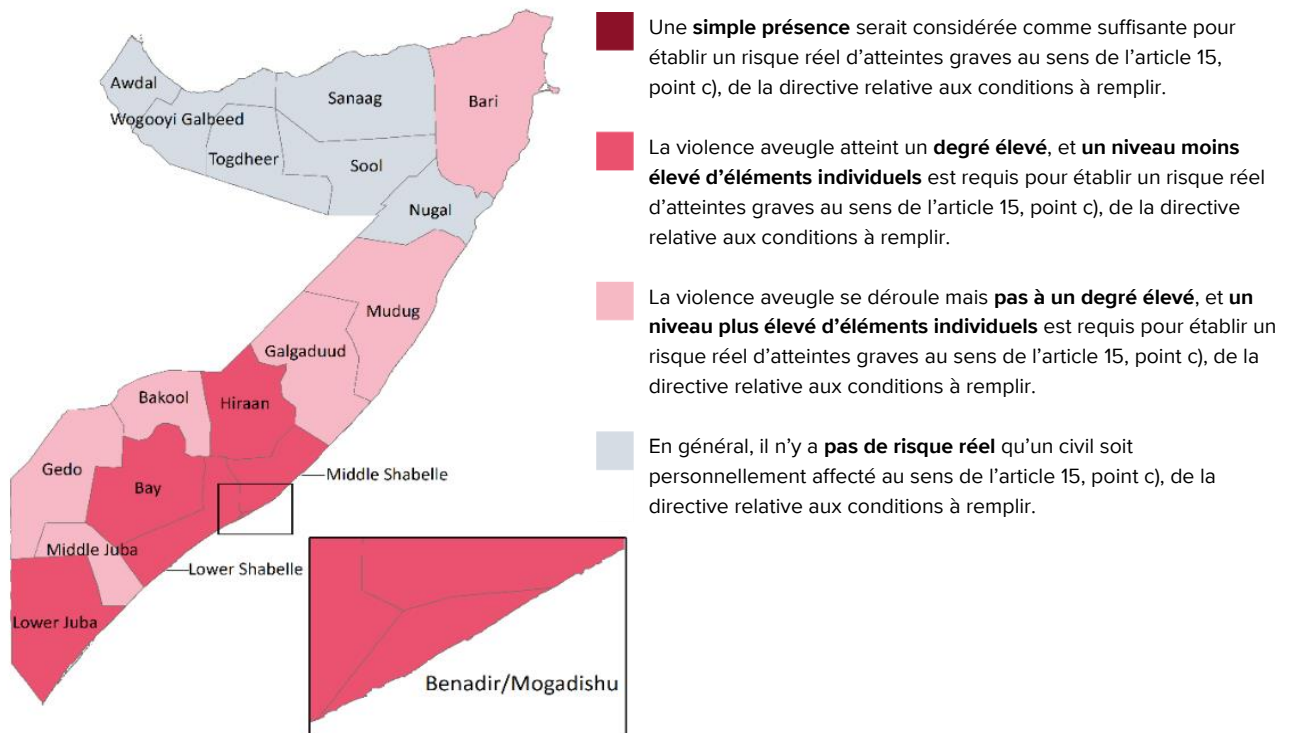 Awdal
Wogooyi Galbeed
Togdheer
Sanaag
Sool
Bari
Nugal
Mudug
Galgaduud
Hiraan
Bakool
Gedo
Bay
Middle Shabelle
Middle Juba
Lower Shabelle
Lower Juba
Benadir/Mogadishu
Une simple présence serait considérée comme suffisante pour
établir un risque réel d’atteintes graves au sens de l’article 15,
point c), de la directive relative aux conditions à remplir.
La violence aveugle atteint un degré élevé, et un niveau moins
élevé d’éléments individuels est requis pour établir un risque réel
d’atteintes graves au sens de l’article 15, point c), de la directive
relative aux conditions à remplir.
La violence aveugle se déroule mais pas à un degré élevé, et un
niveau plus élevé d’éléments individuels est requis pour établir un
risque réel d’atteintes graves au sens de l’article 15, point c), de la
directive relative aux conditions à remplir.
En général, il n’y a pas de risque réel qu’un civil soit
personnellement affecté au sens de l’article 15, point c), de la
directive relative aux conditions à remplir.